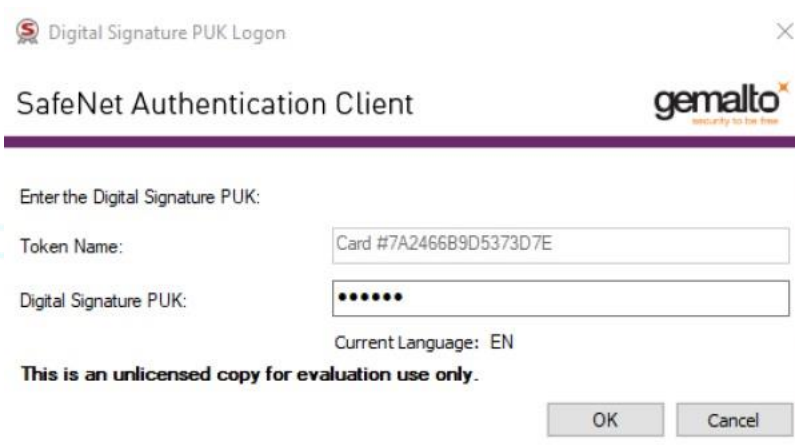 Digital Signature PUK Logon
SafeNet Authentication Client
gemalto
security to be free
Enter the Digital Signature PUK:
Token Name: Card #7A2466B9D5373D7E
Digital Signature PUK: ••••••
Current Language: EN
This is an unlicensed copy for evaluation use only.
OK Cancel